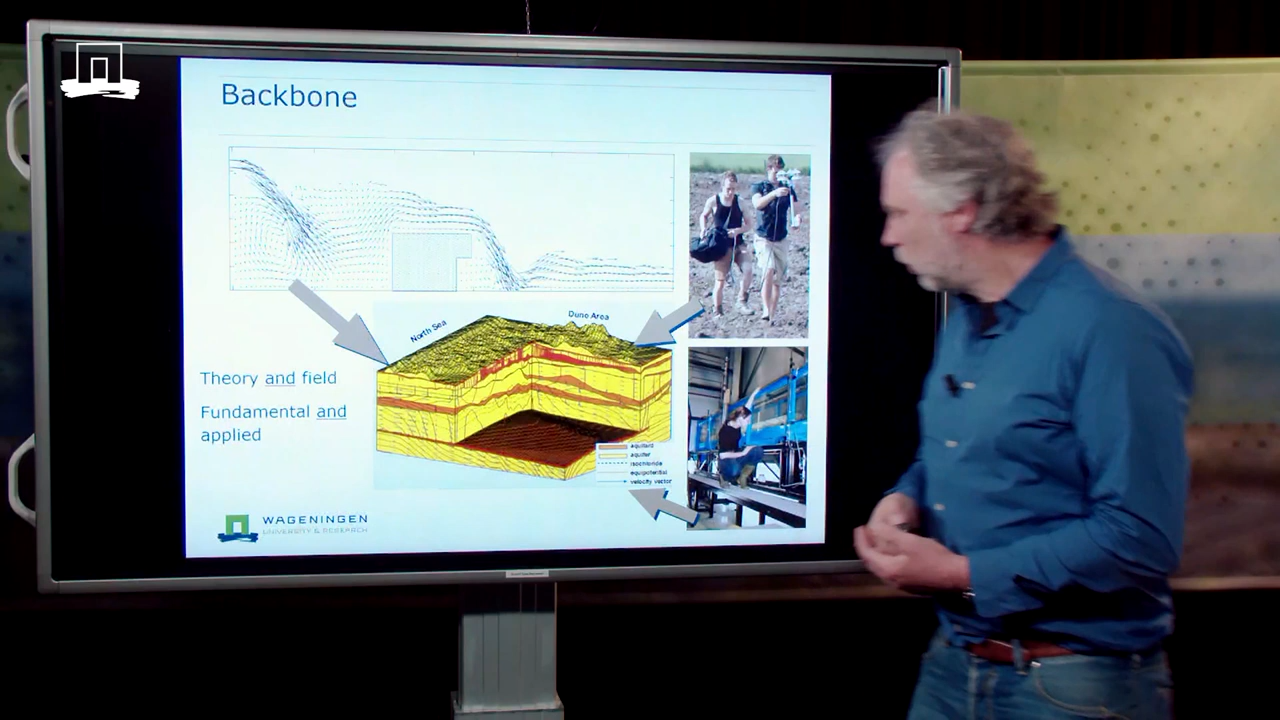 Backbone
North Sea
Dune Area
Theory and field
Fundamental and
applied
aquitard
aquifer
isochloride
equipotential
velocity vector
WAGENINGEN
UNIVERSITY & RESEARCH